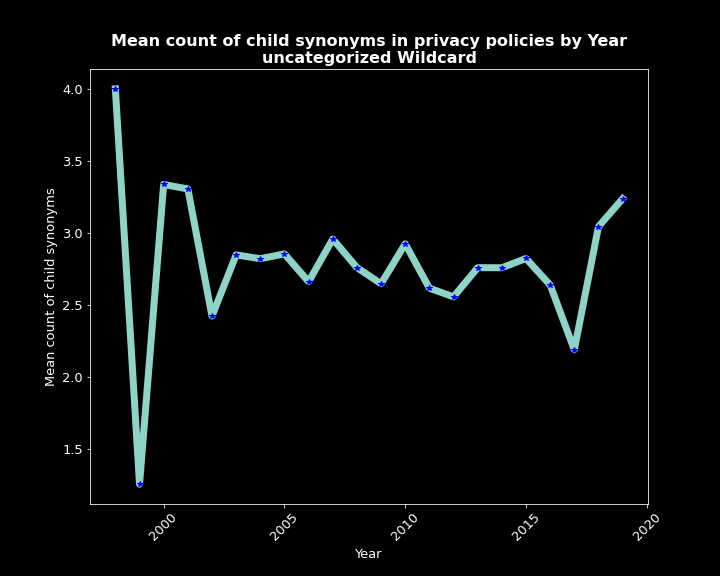 Mean count of child synonyms in privacy policies by Year
uncategorized Wildcard
Mean count of child synonyms
4.0
3.5
3.0
2.5
2.0
1.5
2000
2005
2010
2015
2020
Year